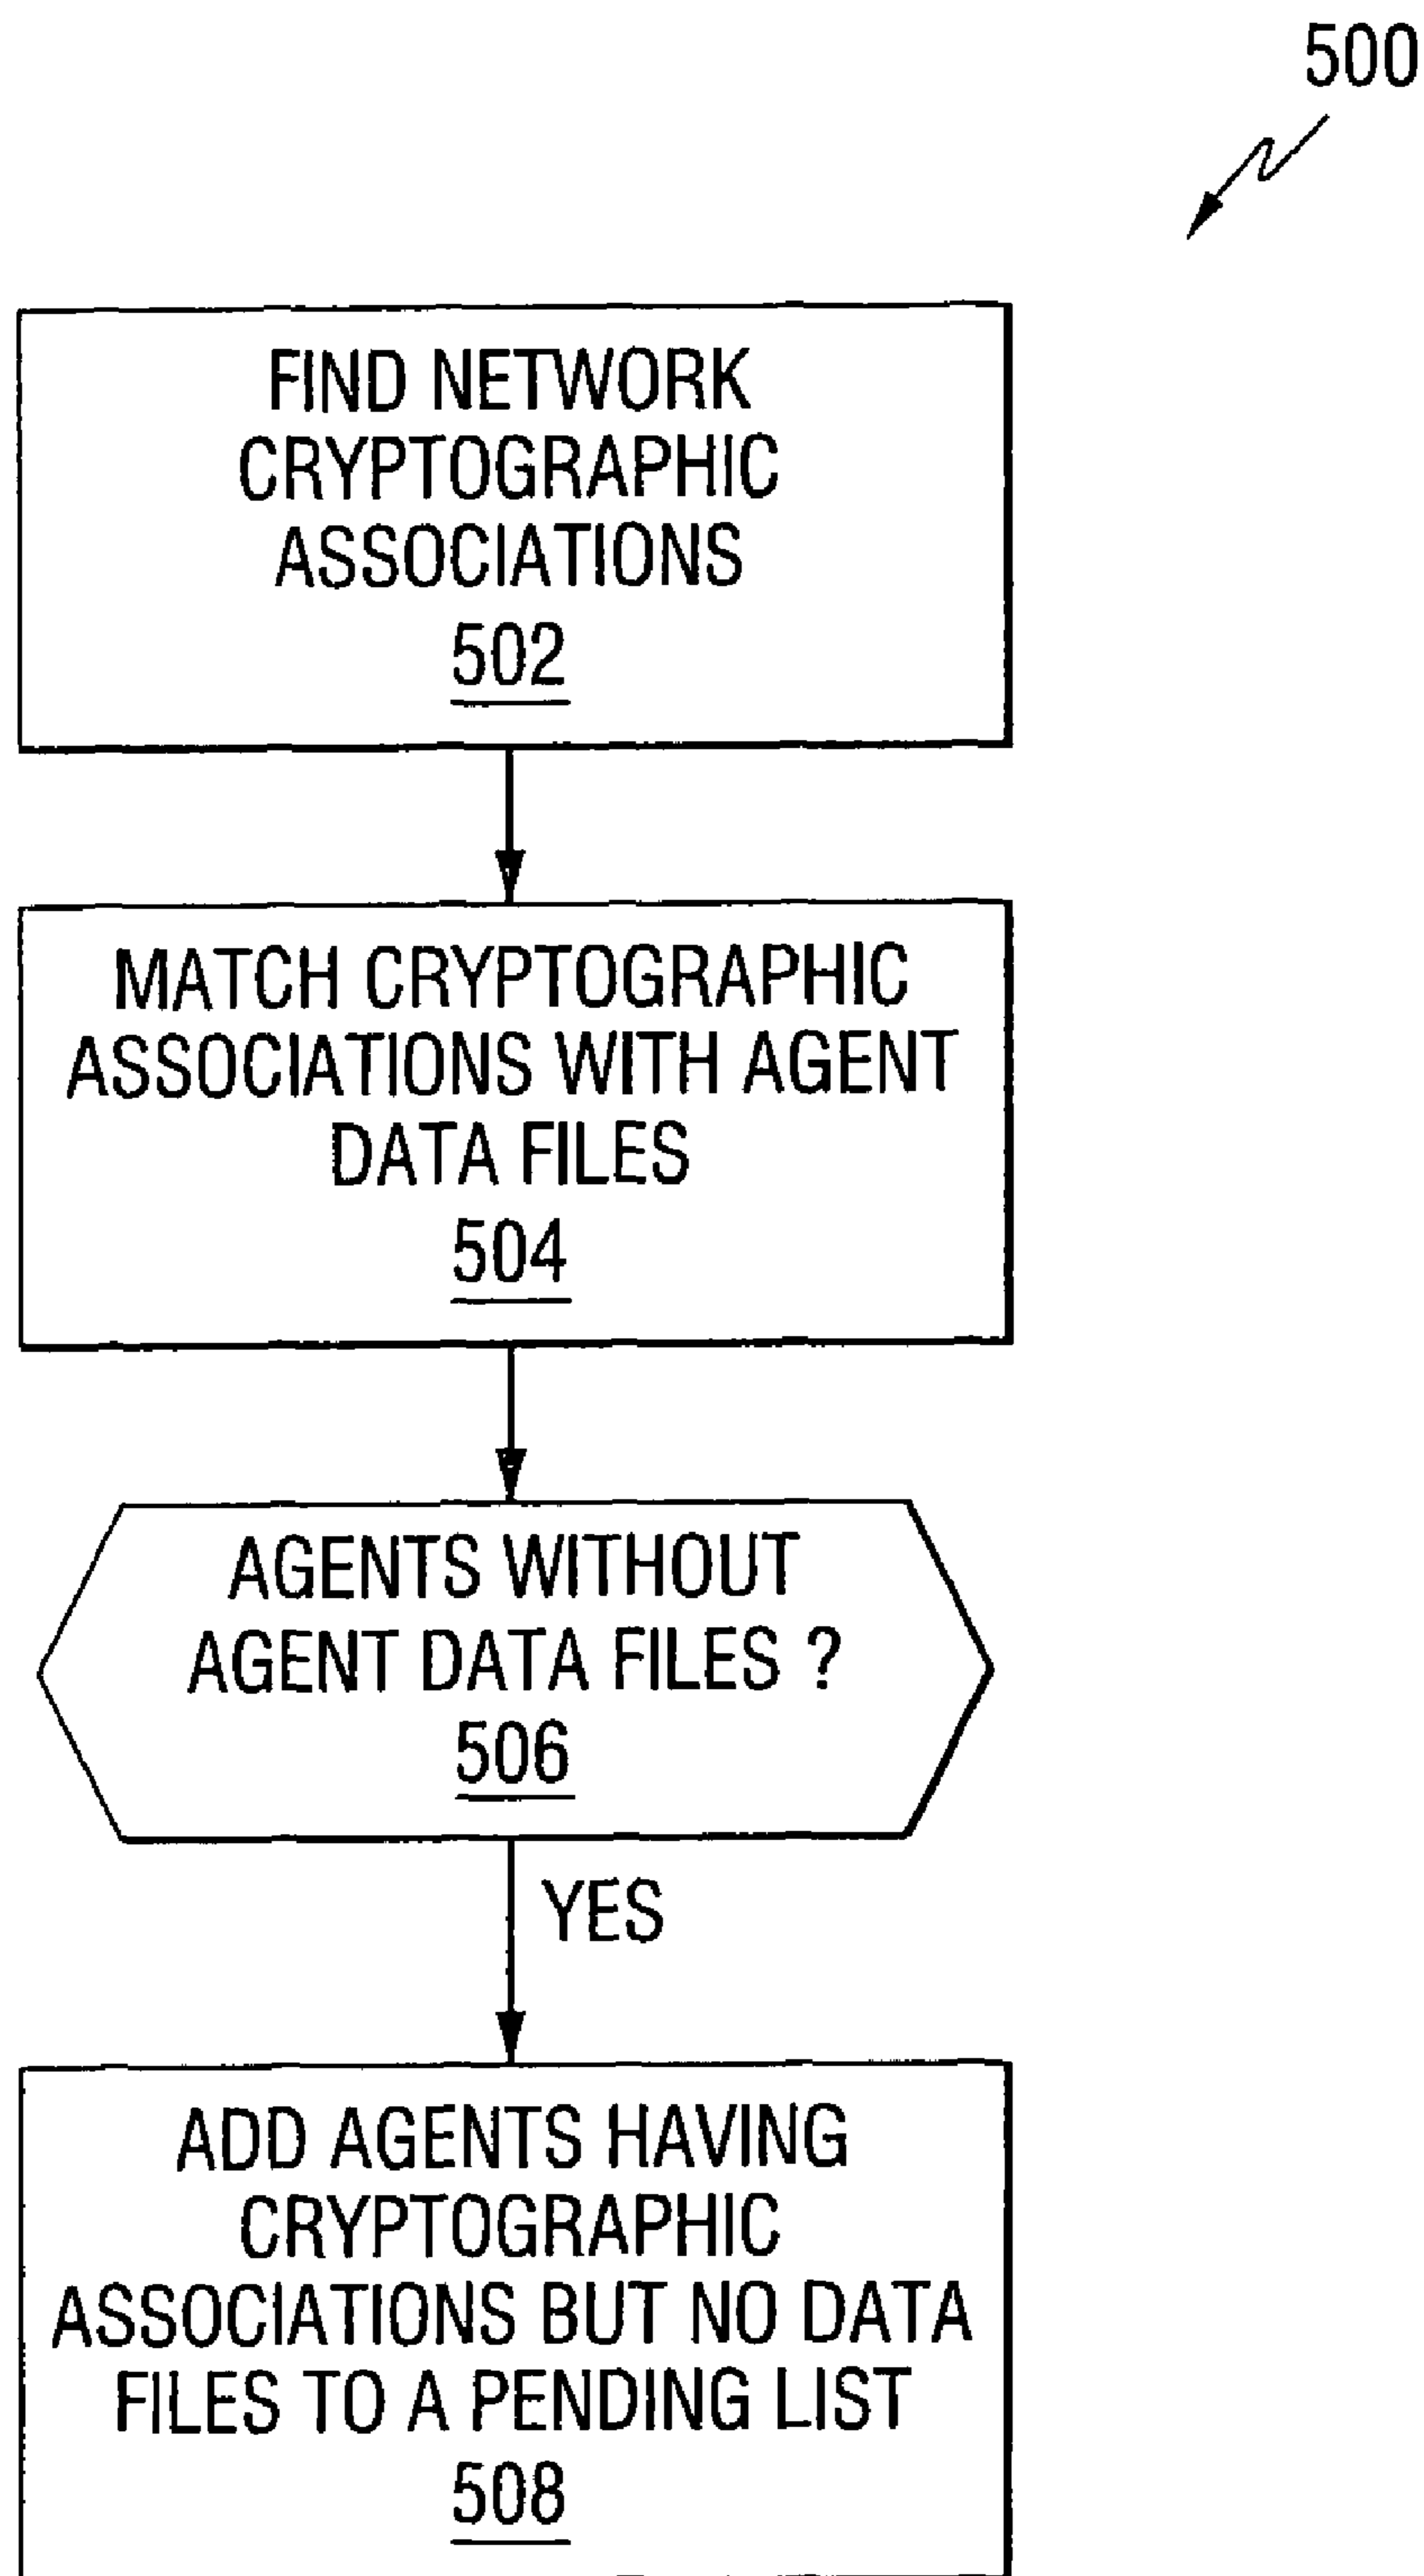 500
FIND NETWORK
CRYPTOGRAPHIC
ASSOCIATIONS
502
MATCH CRYPTOGRAPHIC
ASSOCIATIONS WITH AGENT
DATA FILES
504
AGENTS WITHOUT
AGENT DATA FILES ?
506
YES
ADD AGENTS HAVING
CRYPTOGRAPHIC
ASSOCIATIONS BUT NO DATA
FILES TO A PENDING LIST
508